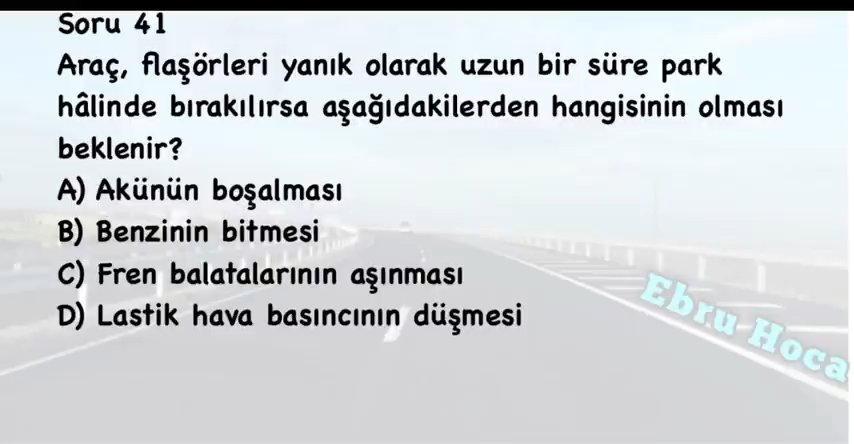 Soru 41
Araç, flaşörleri yanık olarak uzun bir süre park
hâlinde bırakılırsa aşağıdakilerden hangisinin olması
beklenir?
A) Akünün boşalması
B) Benzinin bitmesi
C) Fren balatalarının aşınması
D) Lastik hava basıncının düşmesi
Ebru Hoca